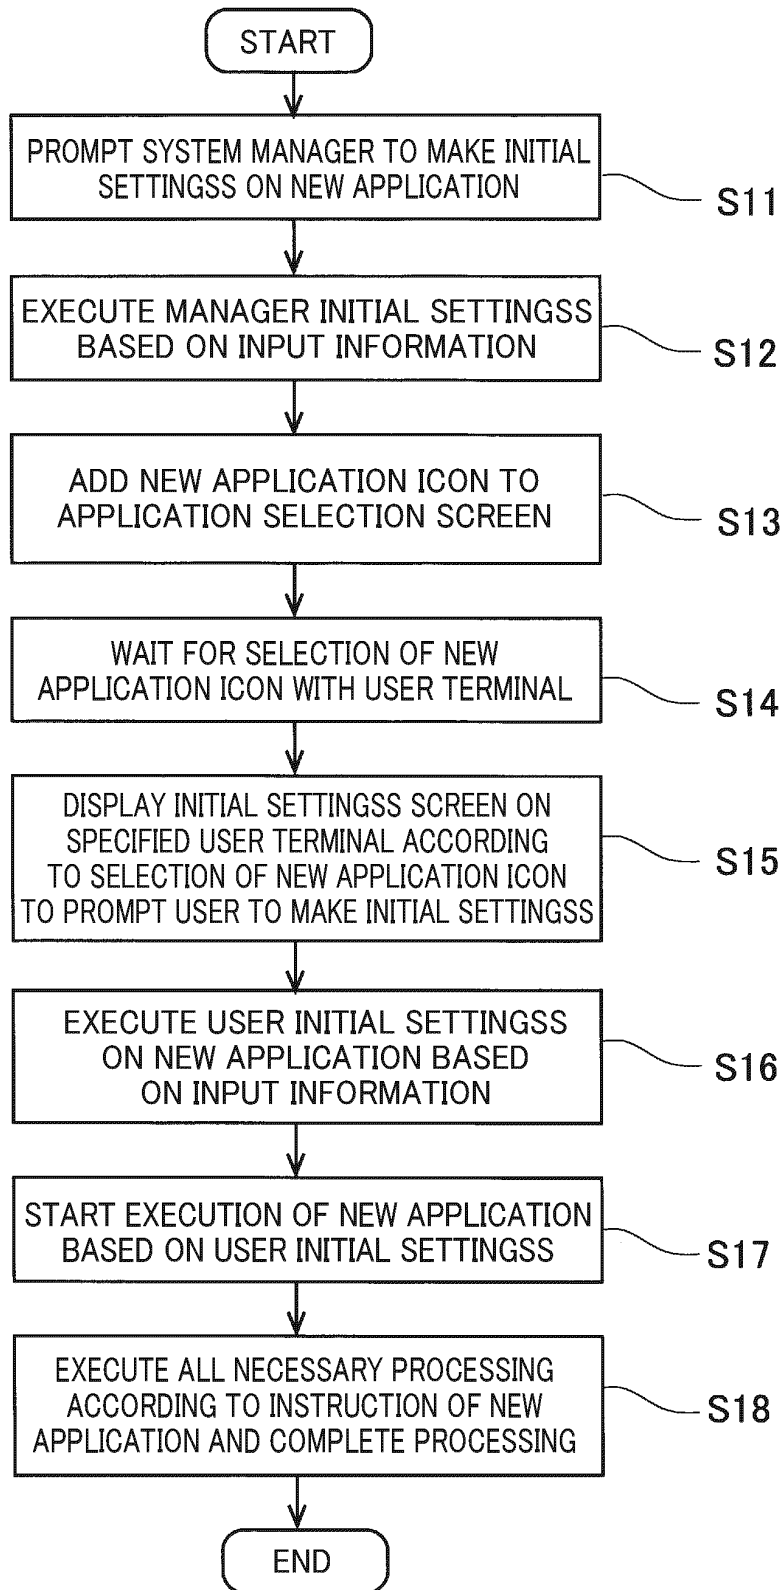 START
PROMPT SYSTEM MANAGER TO MAKE INITIAL
SETTINGSS ON NEW APPLICATION
S11
EXECUTE MANAGER INITIAL SETTINGSS
BASED ON INPUT INFORMATION
S12
ADD NEW APPLICATION ICON TO
APPLICATION SELECTION SCREEN
S13
WAIT FOR SELECTION OF NEW
APPLICATION ICON WITH USER TERMINAL
S14
DISPLAY INITIAL SETTINGSS SCREEN ON
SPECIFIED USER TERMINAL ACCORDING
TO SELECTION OF NEW APPLICATION ICON
TO PROMPT USER TO MAKE INITIAL SETTINGSS
S15
EXECUTE USER INITIAL SETTINGSS
ON NEW APPLICATION BASED
ON INPUT INFORMATION
S16
START EXECUTION OF NEW APPLICATION
BASED ON USER INITIAL SETTINGSS
S17
EXECUTE ALL NECESSARY PROCESSING
ACCORDING TO INSTRUCTION OF NEW
APPLICATION AND COMPLETE PROCESSING
S18
END